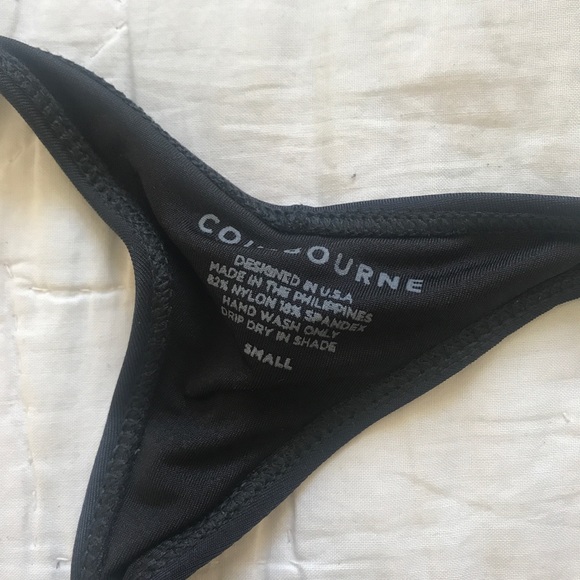 DESIGNED IN U.S.A
MADE IN THE PHILIPPINES
82% NYLON 18% SPANDEX
HAND WASH ONLY
DRIP DRY IN SHADE
SMALL